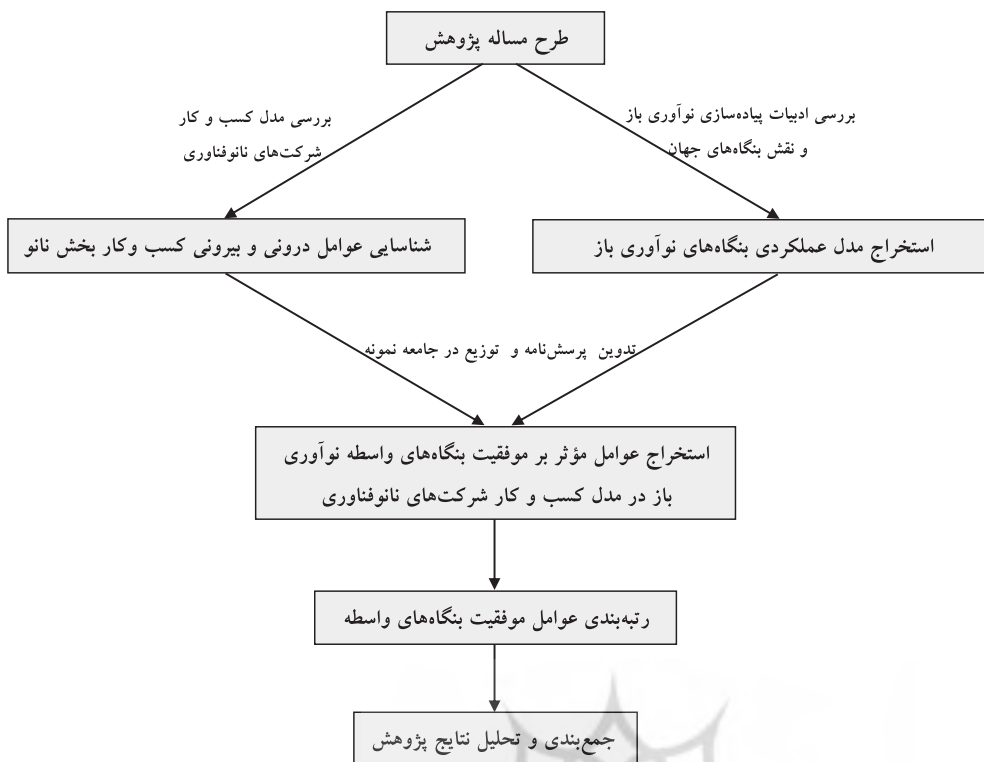 طرح مساله پژوهش
بررسی ادبیات پیاده‌سازی نوآوری باز
و نقش بنگاه‌های جهان
بررسی مدل کسب و کار
شرکت‌های نانوفناوری
استخراج مدل عملکردی بنگاه‌های نوآوری باز
شناسایی عوامل درونی و بیرونی کسب وکار بخش نانو
تدوین پرسش‌نامه و توزیع در جامعه نمونه
استخراج عوامل مؤثر بر موفقیت بنگاه‌های واسطه نوآوری
باز در مدل کسب و کار شرکت‌های نانوفناوری
رتبه‌بندی عوامل موفقیت بنگاه‌های واسطه
جمع‌بندی و تحلیل نتایج پژوهش